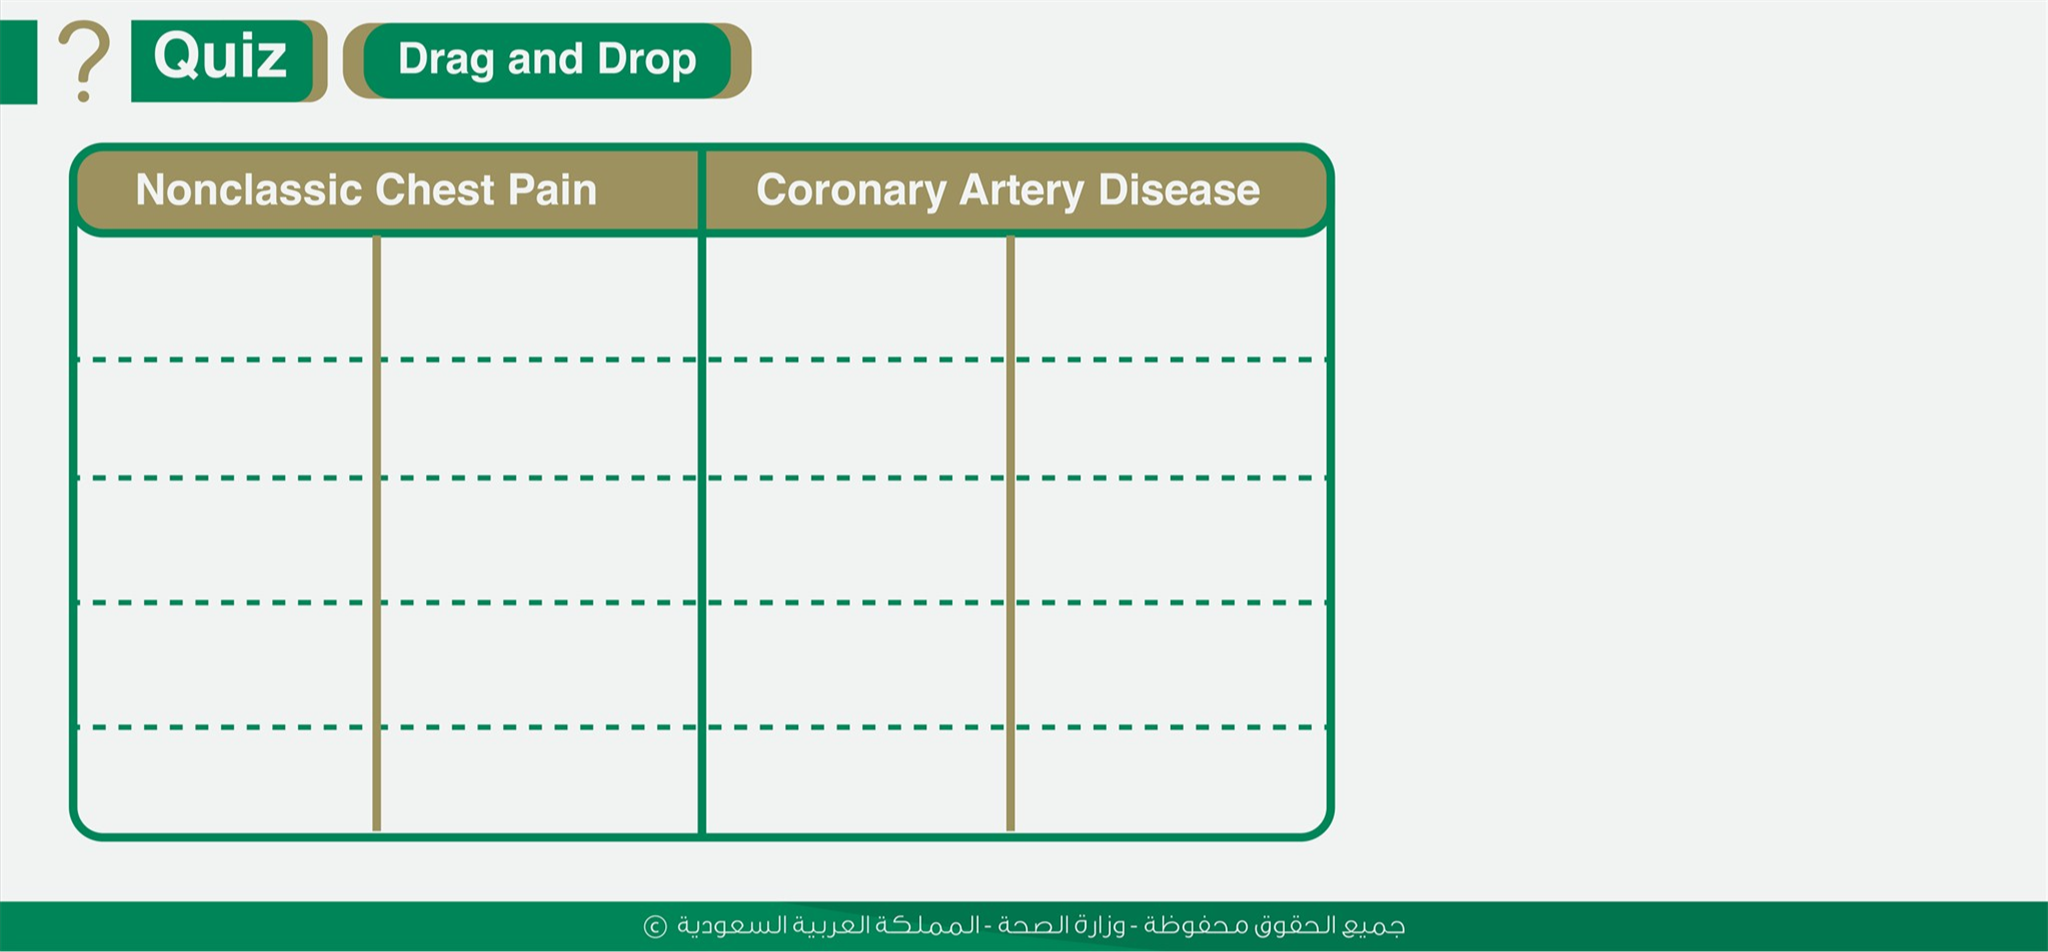 ? Quiz Drag and Drop
Nonclassic Chest Pain
Coronary Artery Disease
جميع الحقوق محفوظة - وزارة الصحة - المملكة العربية السعودية ©